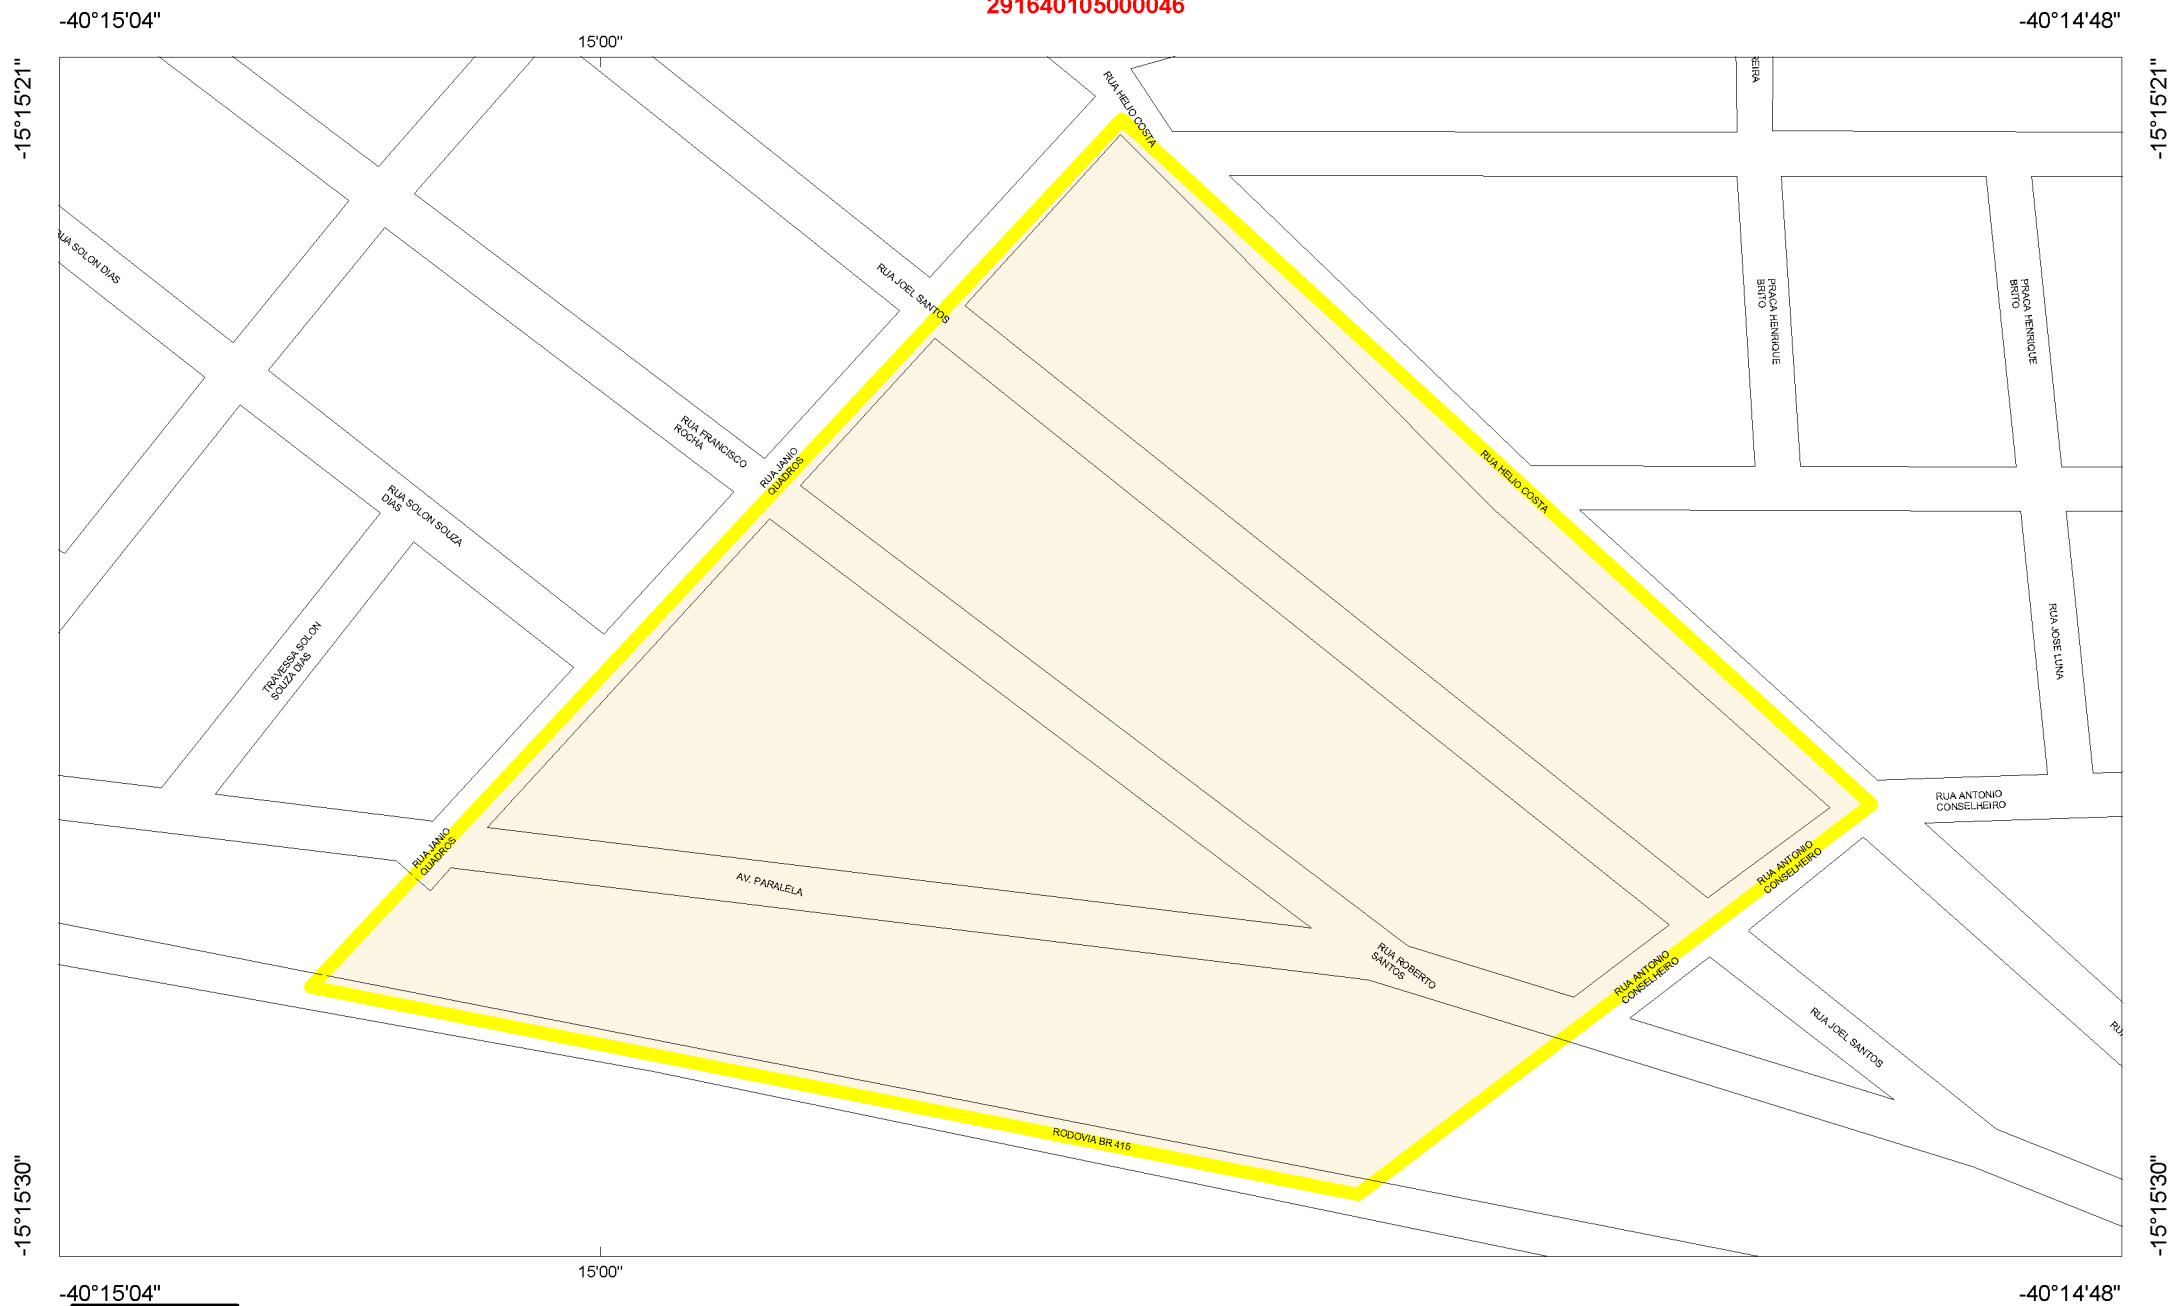 291640105000046
-40°15'04"
-40°14'48"
15'00"
-15°15'21"
-15°15'21"
RUA HELIO COSTA
RUA SOLON DIAS
RUA JOEL SANTOS
PRACA HENRIQUE
BRITO
PRACA HENRIQUE
BRITO
RUA FRANCISCO
ROCHA
RUA JANIO
QUADROS
RUA HELIO COSTA
RUA SOLON SOUZA
DIAS
TRAVESSA SOLON
SOUZA DIAS
RUA JOSE LUNA
RUA ANTONIO
CONSELHEIRO
RUA JANIO
QUADROS
RUA ANTONIO
CONSELHEIRO
AV. PARALELA
RUA ROBERTO
SANTOS
RUA ANTONIO
CONSELHEIRO
RUA JOEL SANTOS
RUA
RODOVIA BR 415
-15°15'30"
-15°15'30"
15'00"
-40°15'04"
-40°14'48"